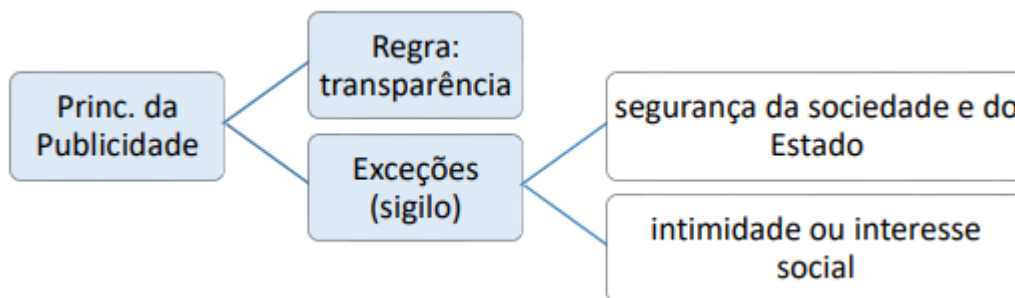 Princ. da
Publicidade
Regra:
transparência
Exceções
(sigilo)
segurança da sociedade e do
Estado
intimidade ou interesse
social